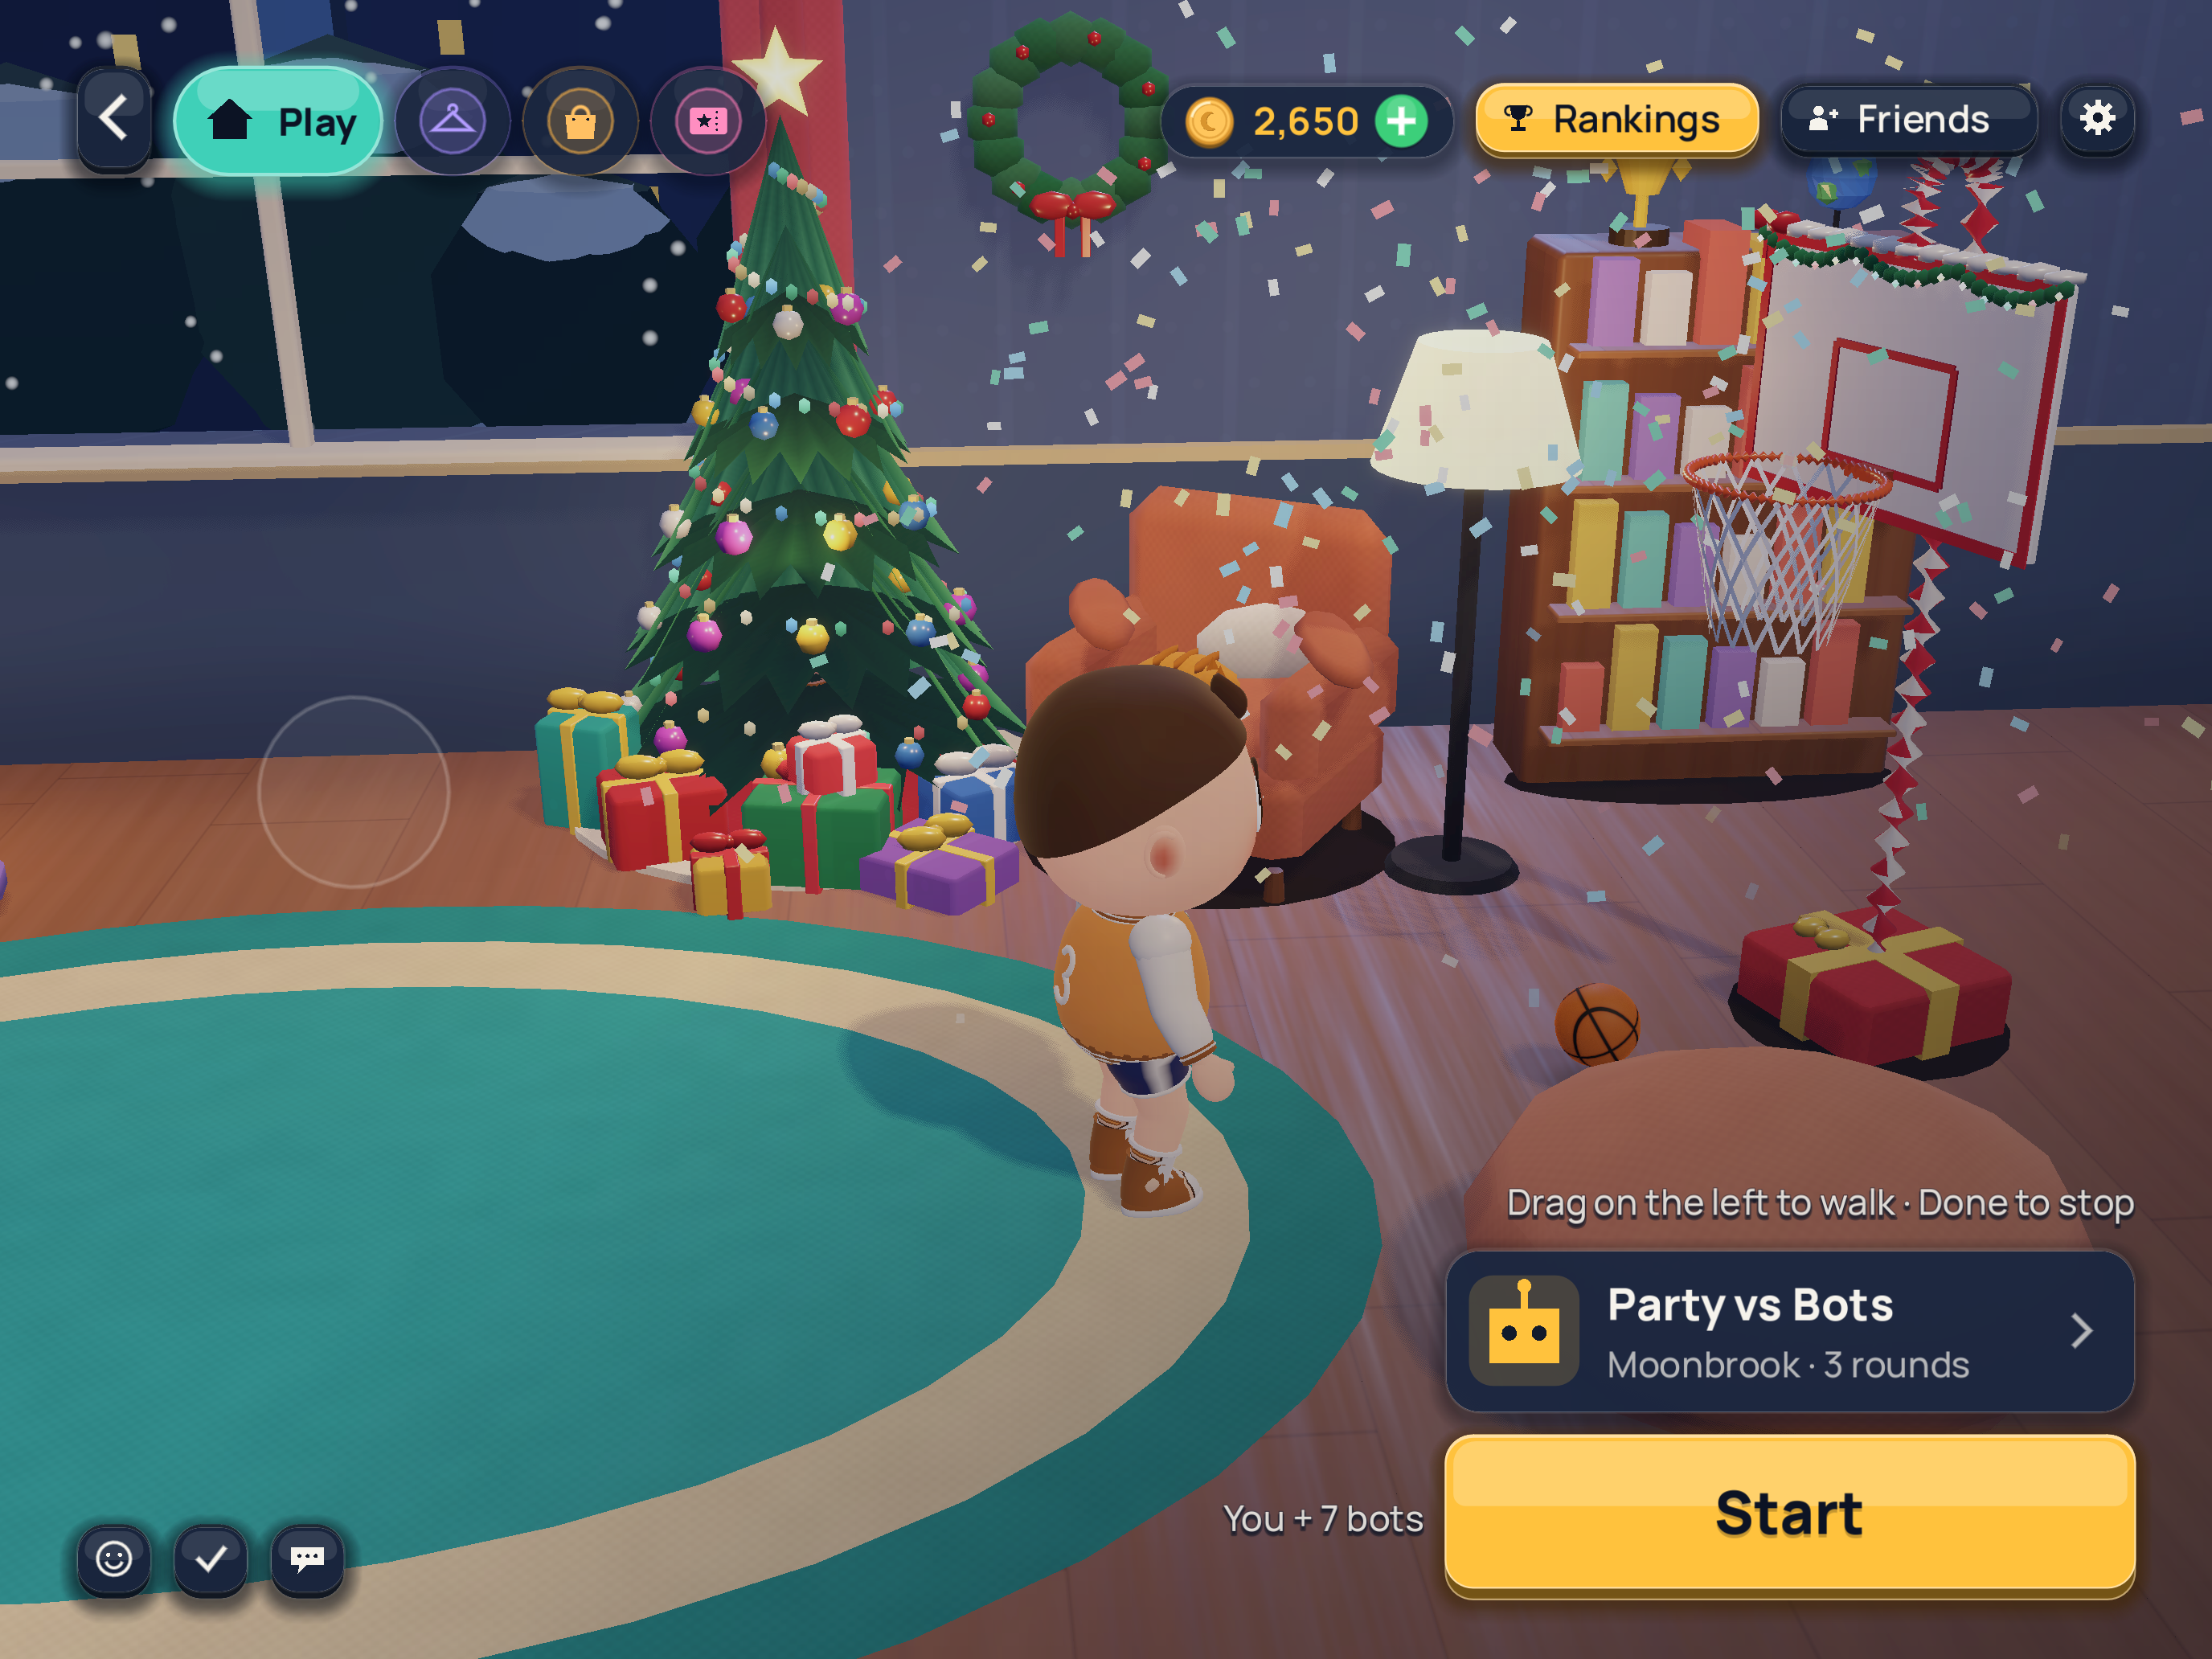 Play
2,650
Rankings
Friends
3
Drag on the left to walk · Done to stop
Party vs Bots
Moonbrook · 3 rounds
You + 7 bots
Start